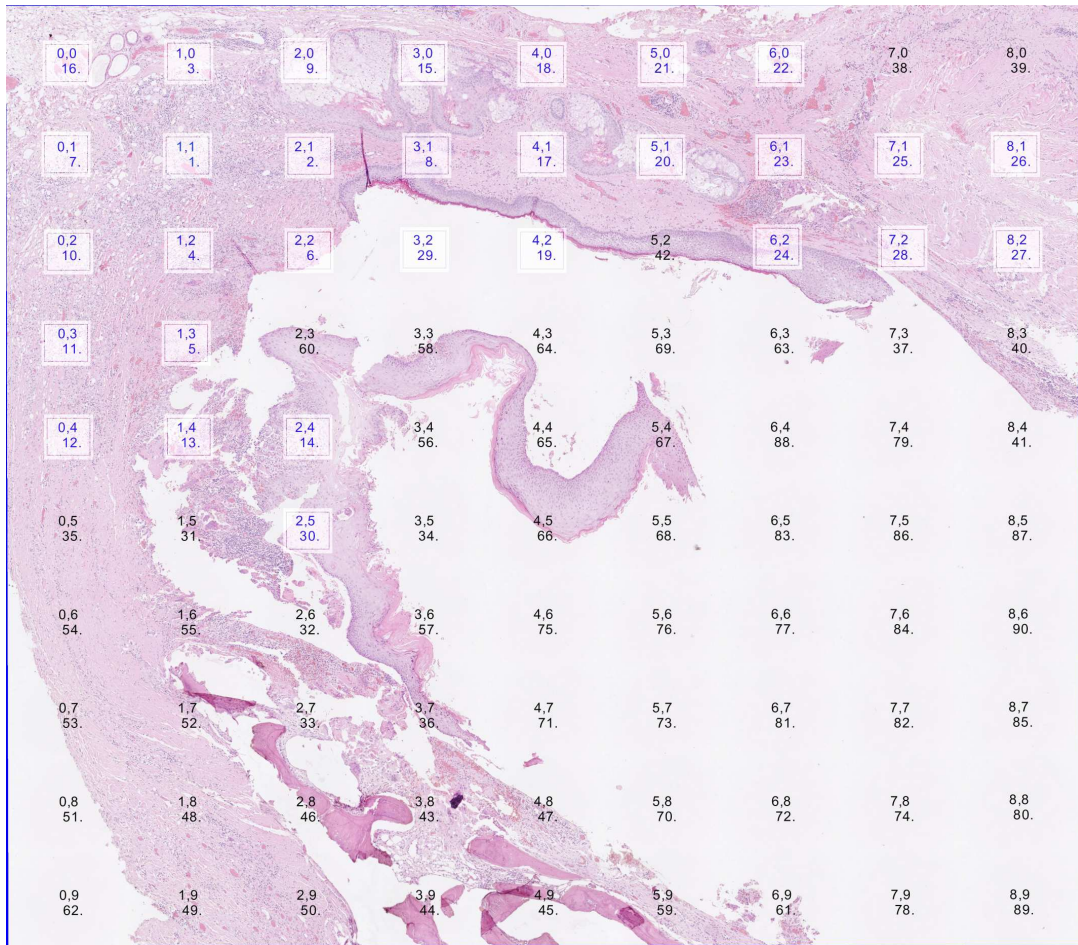 0,0 1,0 2,0 3,0 4,0 5,0 6,0 7,0 8,0
16. 3. 9. 15. 18. 21. 22. 38. 39.
0,1 1,1 2,1 3,1 4,1 5,1 6,1 7,1 8,1
7. 1. 2. 8. 17. 20. 23. 25. 26.
0,2 1,2 2,2 3,2 4,2 5,2 6,2 7,2 8,2
10. 4. 6. 29. 19. 42. 24. 28. 27.
0,3 1,3 2,3 3,3 4,3 5,3 6,3 7,3 8,3
11. 5. 60. 58. 64. 69. 63. 37. 40.
0,4 1,4 2,4 3,4 4,4 5,4 6,4 7,4 8,4
12. 13. 14. 56. 65. 67. 88. 79. 41.
0,5 1,5 2,5 3,5 4,5 5,5 6,5 7,5 8,5
35. 31. 30. 34. 66. 68. 83. 86. 87.
0,6 1,6 2,6 3,6 4,6 5,6 6,6 7,6 8,6
54. 55. 32. 57. 75. 76. 77. 84. 90.
0,7 1,7 2,7 3,7 4,7 5,7 6,7 7,7 8,7
53. 52. 33. 36. 71. 73. 81. 82. 85.
0,8 1,8 2,8 3,8 4,8 5,8 6,8 7,8 8,8
51. 48. 46. 43. 47. 70. 72. 74. 80.
0,9 1,9 2,9 3,9 4,9 5,9 6,9 7,9 8,9
62. 49. 50. 44. 45. 59. 61. 78. 89.